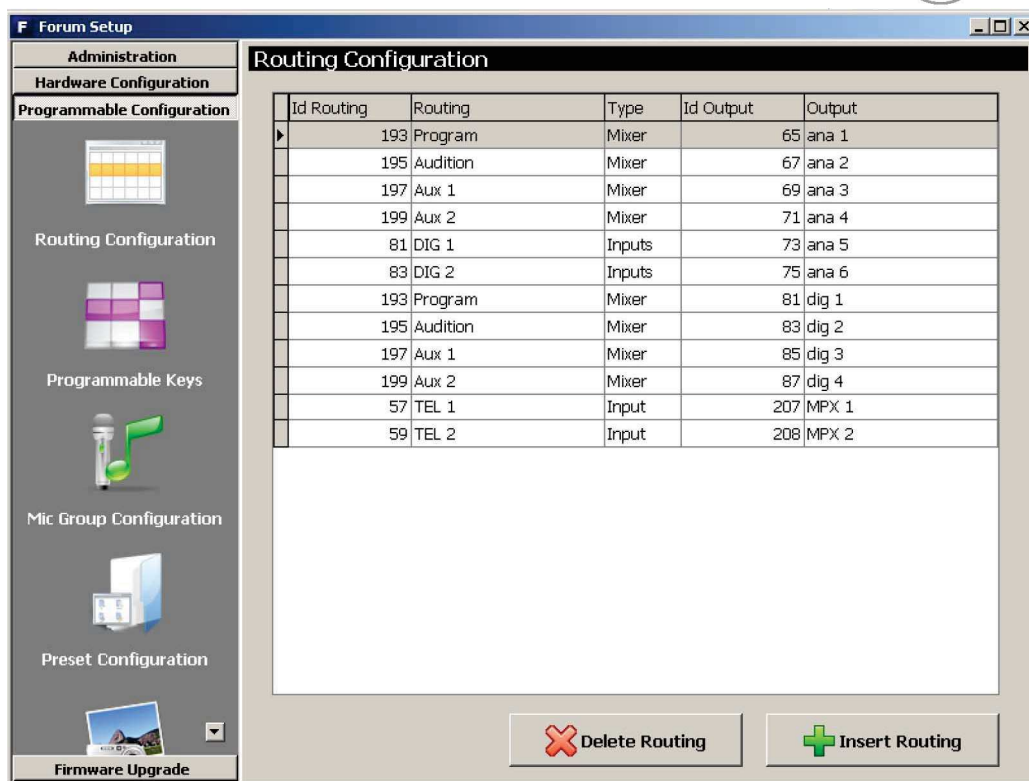 F Forum Setup
Administration
Hardware Configuration
Programmable Configuration
Routing Configuration
Programmable Keys
Mic Group Configuration
Preset Configuration
Firmware Upgrade
Routing Configuration
Id Routing Routing Type Id Output Output
193 Program Mixer 65 ana 1
195 Audition Mixer 67 ana 2
197 Aux 1 Mixer 69 ana 3
199 Aux 2 Mixer 71 ana 4
81 DIG 1 Inputs 73 ana 5
83 DIG 2 Inputs 75 ana 6
193 Program Mixer 81 dig 1
195 Audition Mixer 83 dig 2
197 Aux 1 Mixer 85 dig 3
199 Aux 2 Mixer 87 dig 4
57 TEL 1 Input 207 MPX 1
59 TEL 2 Input 208 MPX 2
Delete Routing
Insert Routing